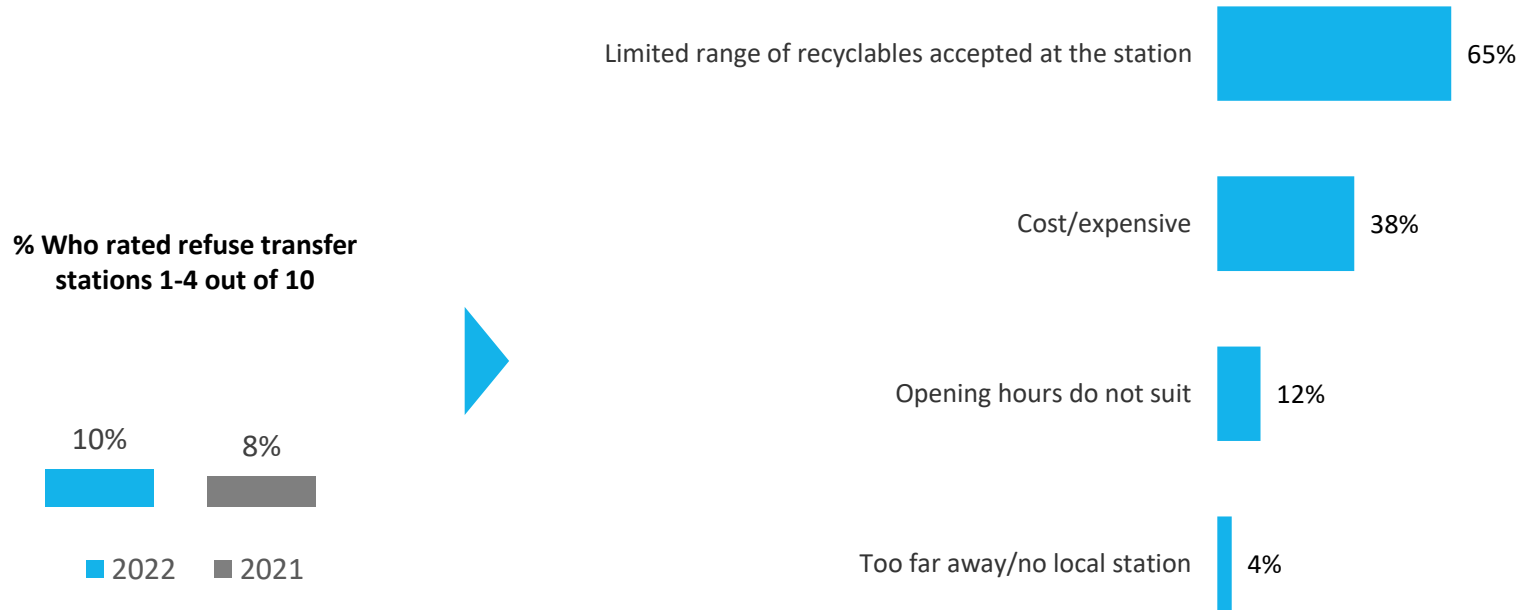 % Who rated refuse transfer
stations 1-4 out of 10
10%
8%
2022
2021
Limited range of recyclables accepted at the station
65%
Cost/expensive
38%
Opening hours do not suit
12%
Too far away/no local station
4%